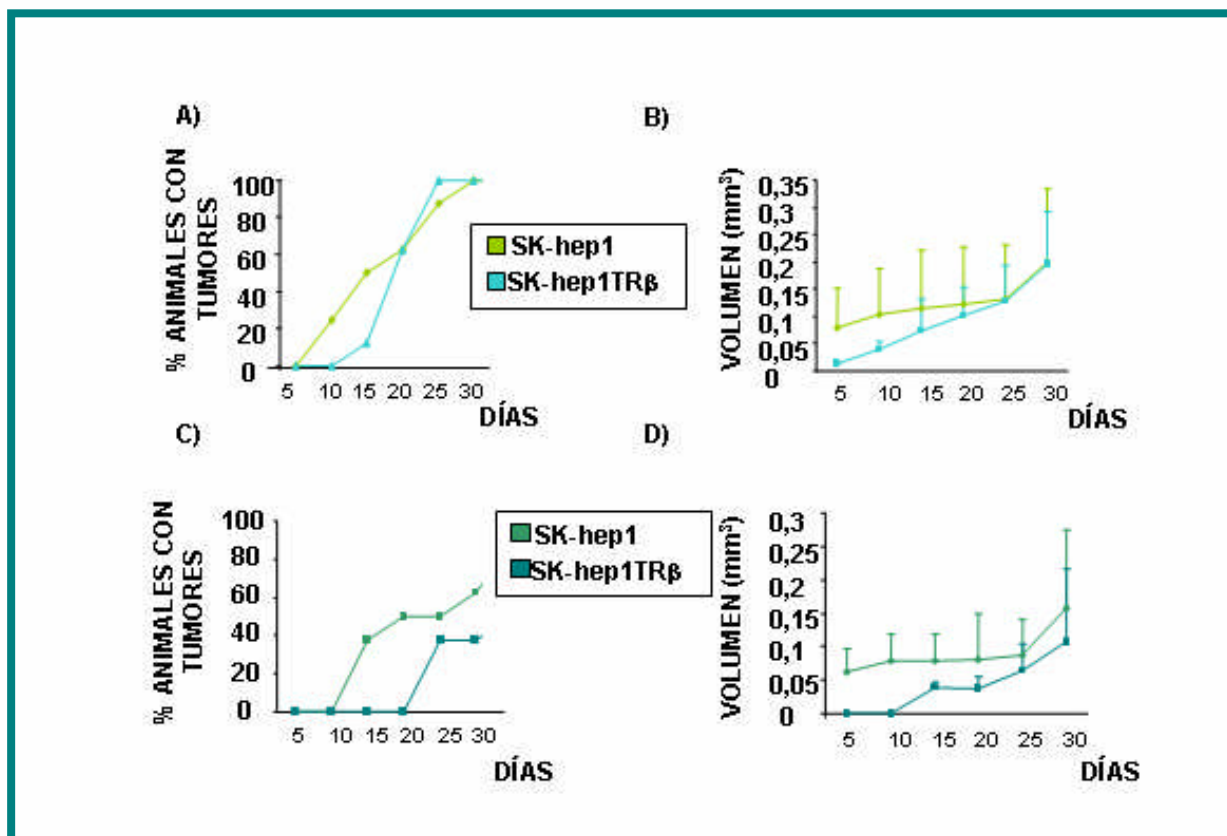 A)
% ANIMALES CON
TUMORES
100
80
60
40
20
0
5 10 15 20 25 30
DÍAS
SK-hep1
SK-hep1TRβ
B)
VOLUMEN (mm³)
0,35
0,3
0,25
0,2
0,15
0,1
0,05
0
5 10 15 20 25 30
DÍAS
C)
% ANIMALES CON
TUMORES
100
80
60
40
20
0
5 10 15 20 25 30
DÍAS
SK-hep1
SK-hep1TRβ
D)
VOLUMEN (mm³)
0,3
0,25
0,2
0,15
0,1
0,05
0
5 10 15 20 25 30
DÍAS